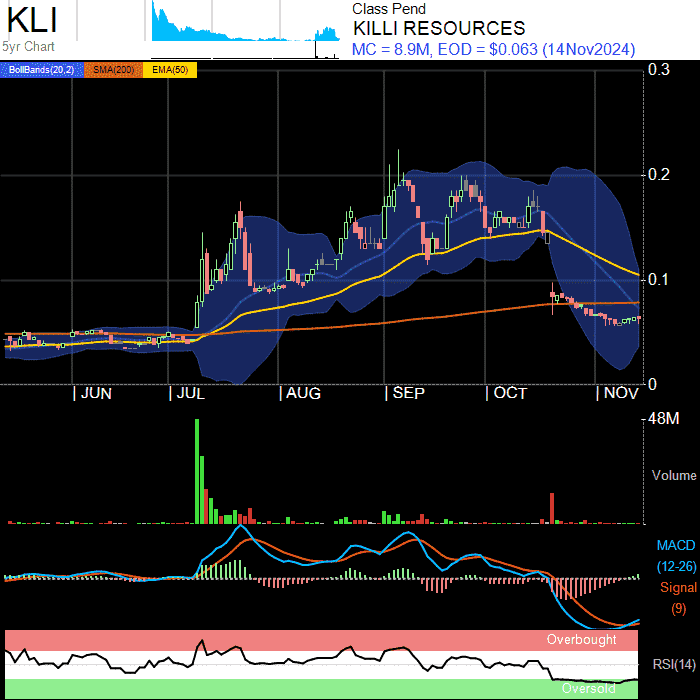 KLI
5yr Chart
Class Pend
KILLI RESOURCES
MC = 8.9M, EOD = $0.063 (14Nov2024)
BollBands(20,2) SMA(200) EMA(50)
0.3
0.2
0.1
0
JUN JUL AUG SEP OCT NOV
48M
Volume
MACD
(12-26)
Signal
(9)
Overbought
RSI(14)
Oversold